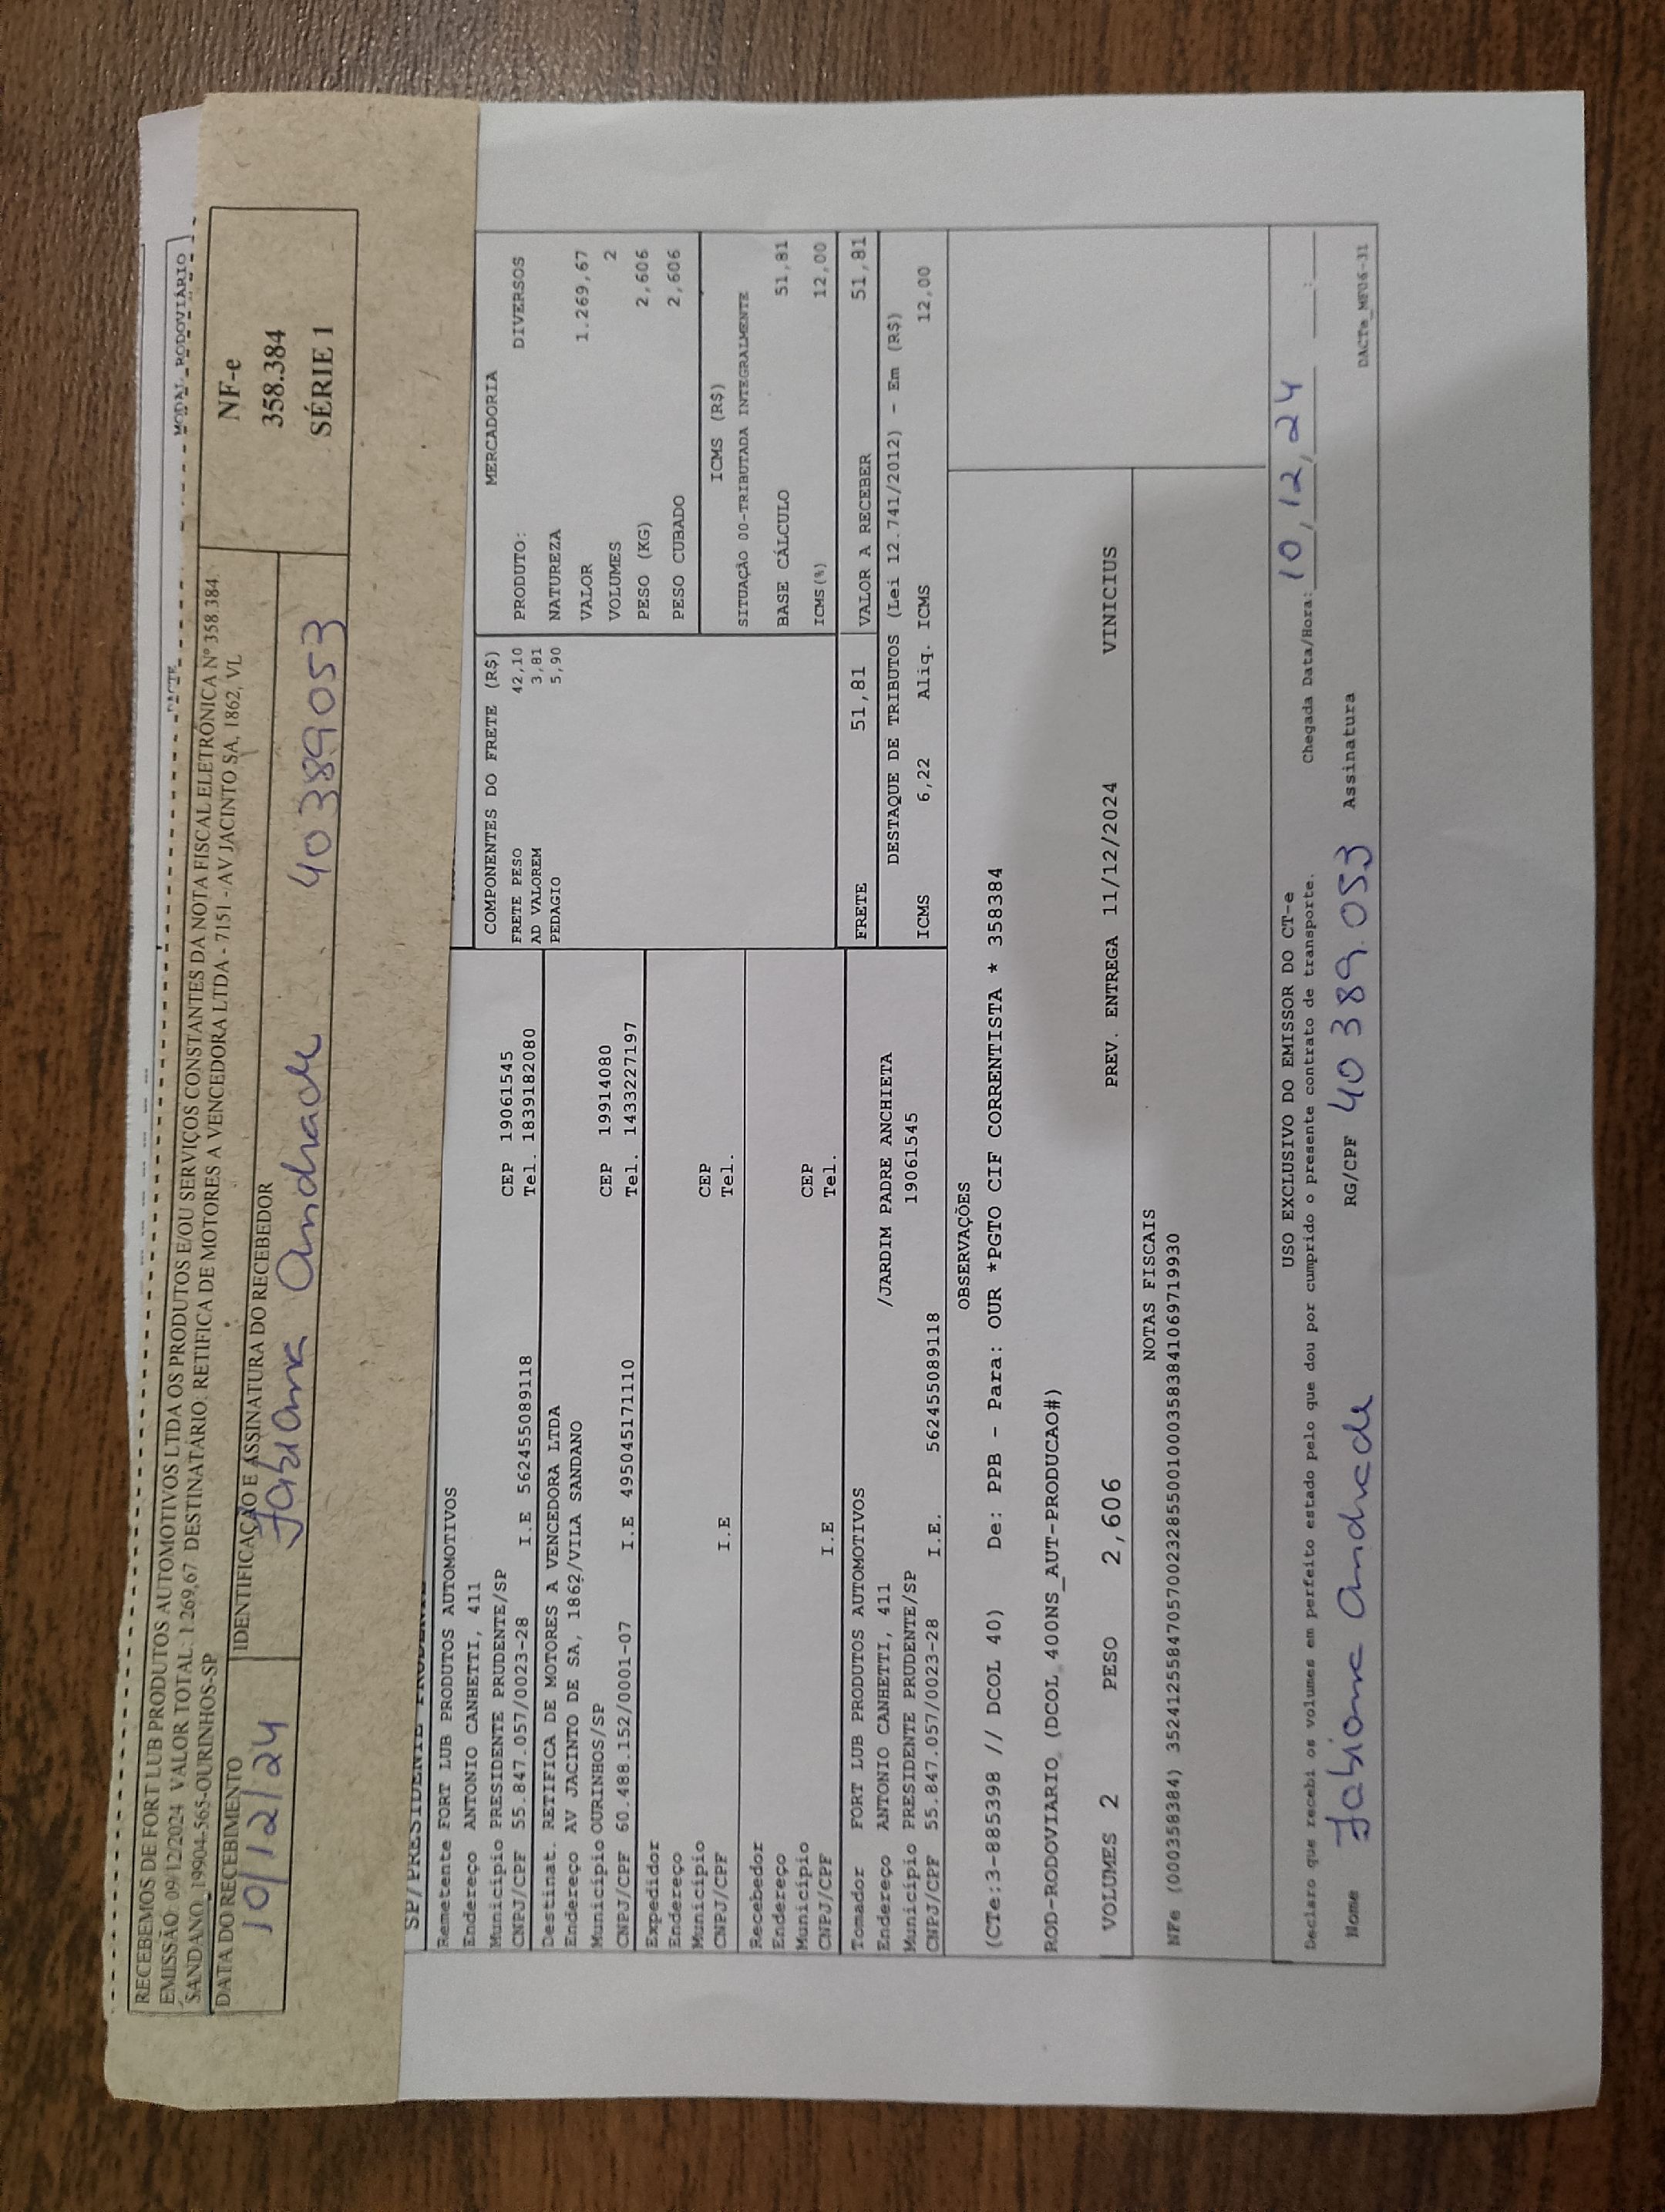 MODAL RODOVIÁRIO
DACTE
RECEBEMOS DE FORT LUB PRODUTOS AUTOMOTIVOS LTDA OS PRODUTOS E/OU SERVIÇOS CONSTANTES DA NOTA FISCAL ELETRÔNICA Nº 358.384
EMISSÃO: 09/12/2024 VALOR TOTAL: 1.269,67 DESTINATÁRIO: RETIFICA DE MOTORES A VENCEDORA LTDA - 7151 - AV JACINTO SA, 1862, VL
SANDANO, 19904-565-OURINHOS-SP
NF-e
358.384
SÉRIE 1
DATA DO RECEBIMENTO
10/12/24
IDENTIFICAÇÃO E ASSINATURA DO RECEBEDOR
Fabiana Andrade 40389053
SP/PRESIDENTE PRUDENTE
Remetente FORT LUB PRODUTOS AUTOMOTIVOS
Endereço ANTONIO CANHETTI, 411
Município PRESIDENTE PRUDENTE/SP CEP 19061545
CNPJ/CPF 55.847.057/0023-28 I.E 562455089118 Tel. 1839182080
Destinat. RETIFICA DE MOTORES A VENCEDORA LTDA
Endereço AV JACINTO DE SA, 1862/VILA SANDANO
Município OURINHOS/SP CEP 19914080
CNPJ/CPF 60.488.152/0001-07 I.E 495045171110 Tel. 1433227197
Expedidor
Endereço
Município CEP
CNPJ/CPF I.E Tel.
Recebedor
Endereço
Município CEP
CNPJ/CPF I.E Tel.
Tomador FORT LUB PRODUTOS AUTOMOTIVOS
Endereço ANTONIO CANHETTI, 411 /JARDIM PADRE ANCHIETA
Município PRESIDENTE PRUDENTE/SP 19061545
CNPJ/CPF 55.847.057/0023-28 I.E. 562455089118
COMPONENTES DO FRETE (R$)
FRETE PESO 42,10
AD VALOREM 3,81
PEDAGIO 5,90
MERCADORIA
PRODUTO: DIVERSOS
NATUREZA
VALOR 1.269,67
VOLUMES 2
PESO (KG) 2,606
PESO CUBADO 2,606
ICMS (R$)
SITUAÇÃO 00-TRIBUTADA INTEGRALMENTE
BASE CÁLCULO 51,81
ICMS(%) 12,00
FRETE 51,81 VALOR A RECEBER 51,81
DESTAQUE DE TRIBUTOS (Lei 12.741/2012) - Em (R$)
ICMS 6,22 Aliq. ICMS 12,00
OBSERVAÇÕES
(CTe:3-885398 // DCOL 40) De: PPB - Para: OUR *PGTO CIF CORRENTISTA * 358384
ROD-RODOVIARIO (DCOL_400NS_AUT-PRODUCAO#)
VOLUMES 2 PESO 2,606 PREV. ENTREGA 11/12/2024 VINICIUS
NOTAS FISCAIS
NFe (000358384) 35241255847057002328550010003583841069719930
USO EXCLUSIVO DO EMISSOR DO CT-e
Declaro que recebi os volumes em perfeito estado pelo que dou por cumprido o presente contrato de transporte. Chegada Data/Hora: 10/12/24 :
Nome Fabiana Andrade RG/CPF 40389.053 Assinatura
DACTe_MF06-31